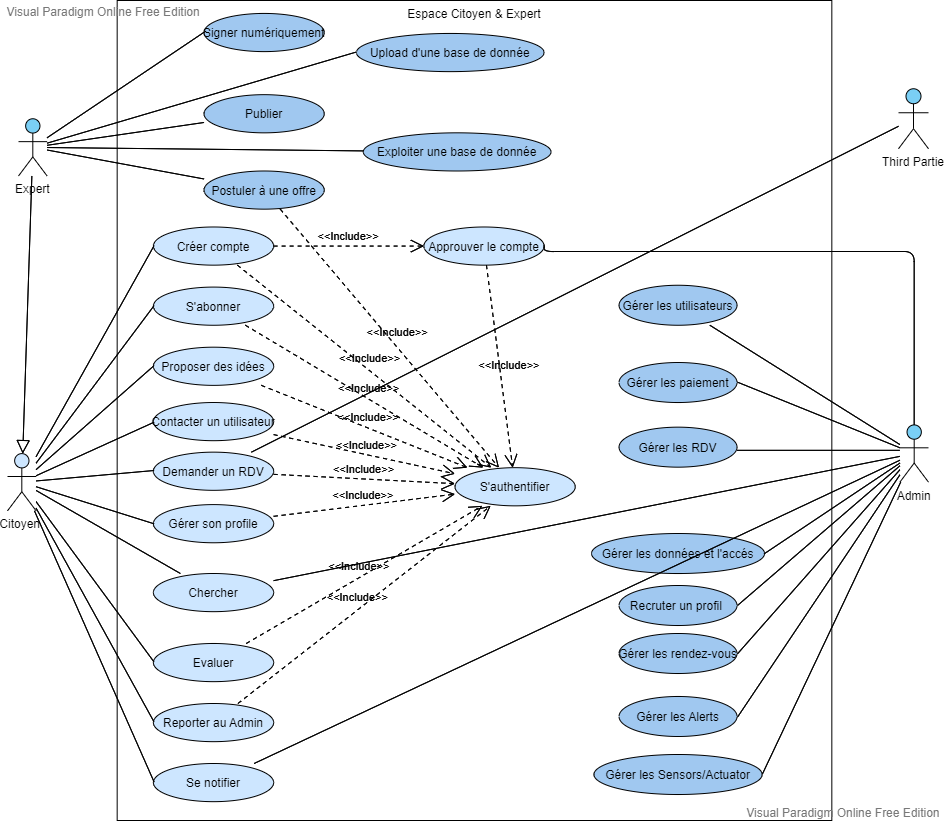 Visual Paradigm Online Free Edition
Espace Citoyen & Expert
Signer numériquement
Upload d'une base de donnée
Publier
Exploiter une base de donnée
Postuler à une offre
Expert
Third Partie
Créer compte
<<Include>>
Approuver le compte
S'abonner
Gérer les utilisateurs
<<Include>>
Proposer des idées
<<Include>>
<<Include>>
Gérer les paiement
<<Include>>
Contacter un utilisateur
<<Include>>
Gérer les RDV
<<Include>>
Demander un RDV
<<Include>>
S'authentifier
<<Include>>
Admin
Citoyen
Gérer son profile
Gérer les données et l'accés
<<Include>>
Chercher
<<Include>>
Recruter un profil
Gérer les rendez-vous
Evaluer
Gérer les Alerts
Reporter au Admin
Gérer les Sensors/Actuator
Se notifier
Visual Paradigm Online Free Edition